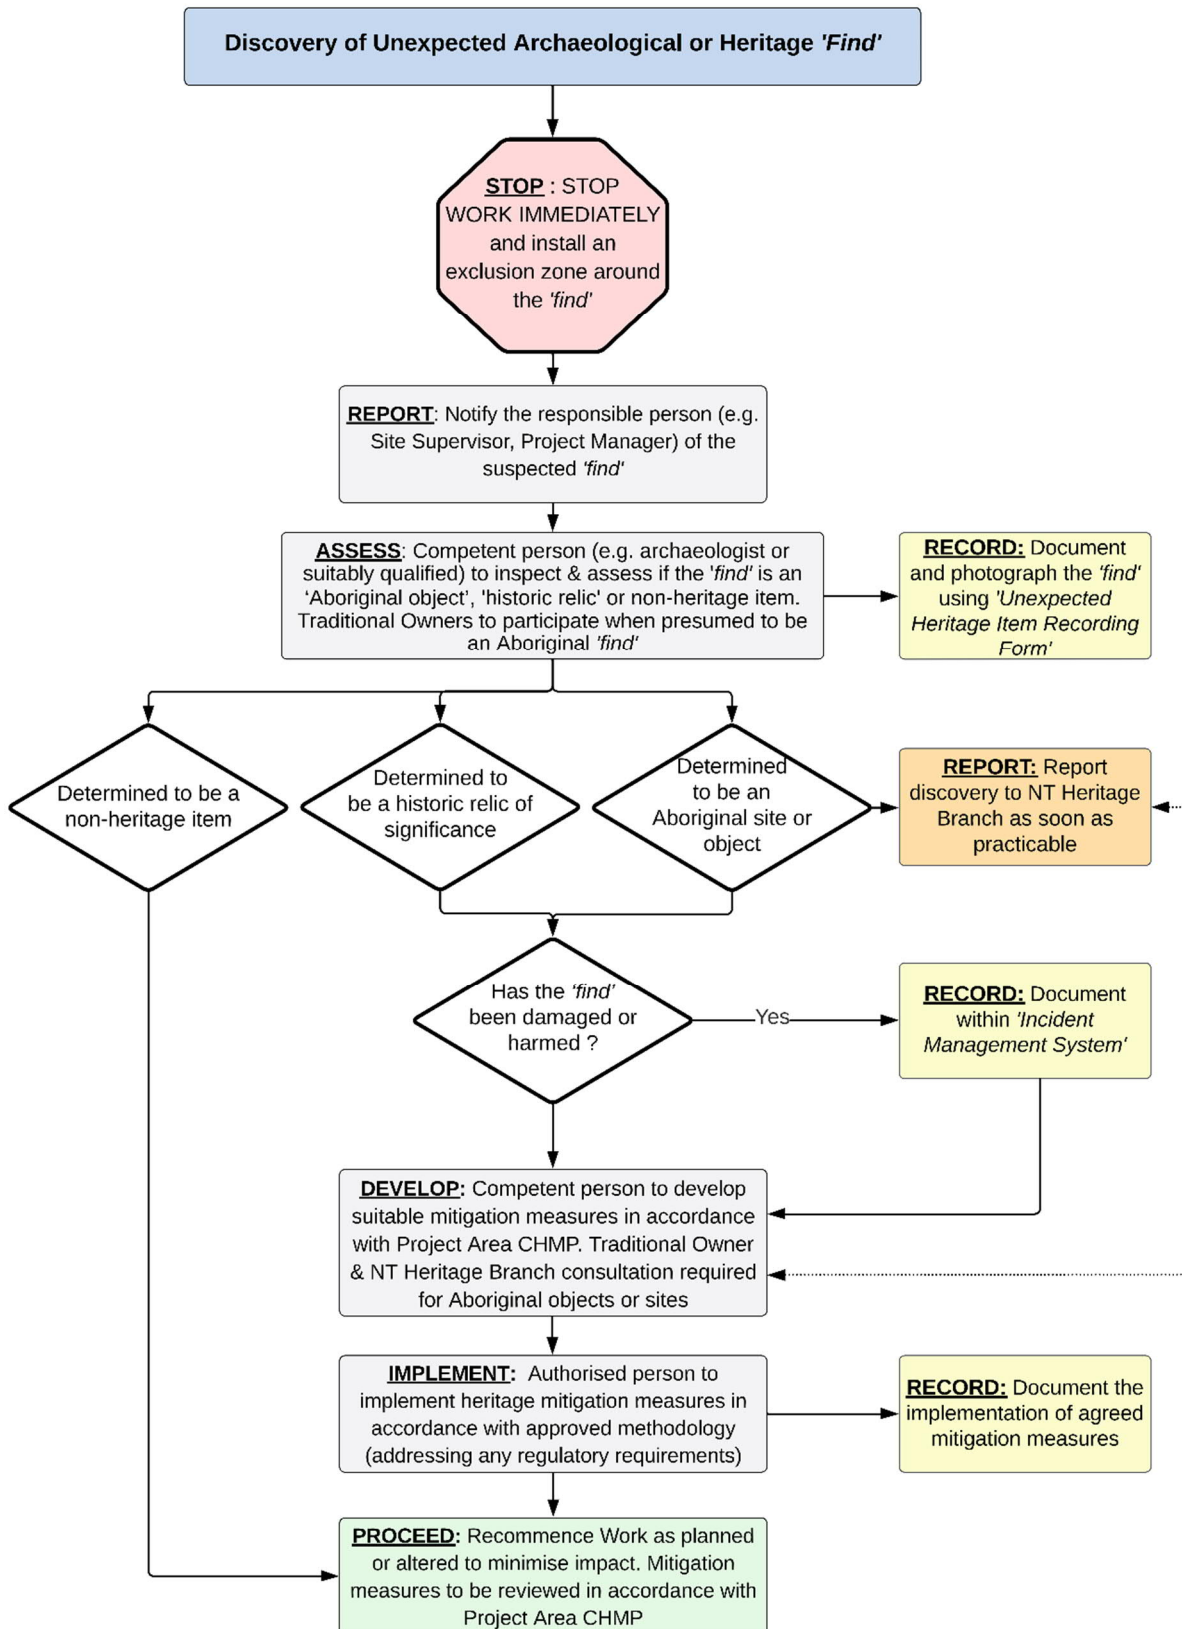 Discovery of Unexpected Archaeological or Heritage 'Find'
STOP : STOP
WORK IMMEDIATELY
and install an
exclusion zone around
the 'find'
REPORT: Notify the responsible person (e.g.
Site Supervisor, Project Manager) of the
suspected 'find'
ASSESS: Competent person (e.g. archaeologist or
suitably qualified) to inspect & assess if the 'find' is an
‘Aboriginal object’, 'historic relic' or non-heritage item.
Traditional Owners to participate when presumed to be
an Aboriginal 'find'
RECORD: Document
and photograph the 'find'
using 'Unexpected
Heritage Item Recording
Form'
Determined to be a
non-heritage item
Determined to
be a historic relic of
significance
Determined
to be an
Aboriginal site or
object
REPORT: Report
discovery to NT Heritage
Branch as soon as
practicable
Has the 'find'
been damaged or
harmed ?
Yes
RECORD: Document
within 'Incident
Management System'
DEVELOP: Competent person to develop
suitable mitigation measures in accordance
with Project Area CHMP. Traditional Owner
& NT Heritage Branch consultation required
for Aboriginal objects or sites
IMPLEMENT: Authorised person to
implement heritage mitigation measures in
accordance with approved methodology
(addressing any regulatory requirements)
RECORD: Document the
implementation of agreed
mitigation measures
PROCEED: Recommence Work as planned
or altered to minimise impact. Mitigation
measures to be reviewed in accordance with
Project Area CHMP